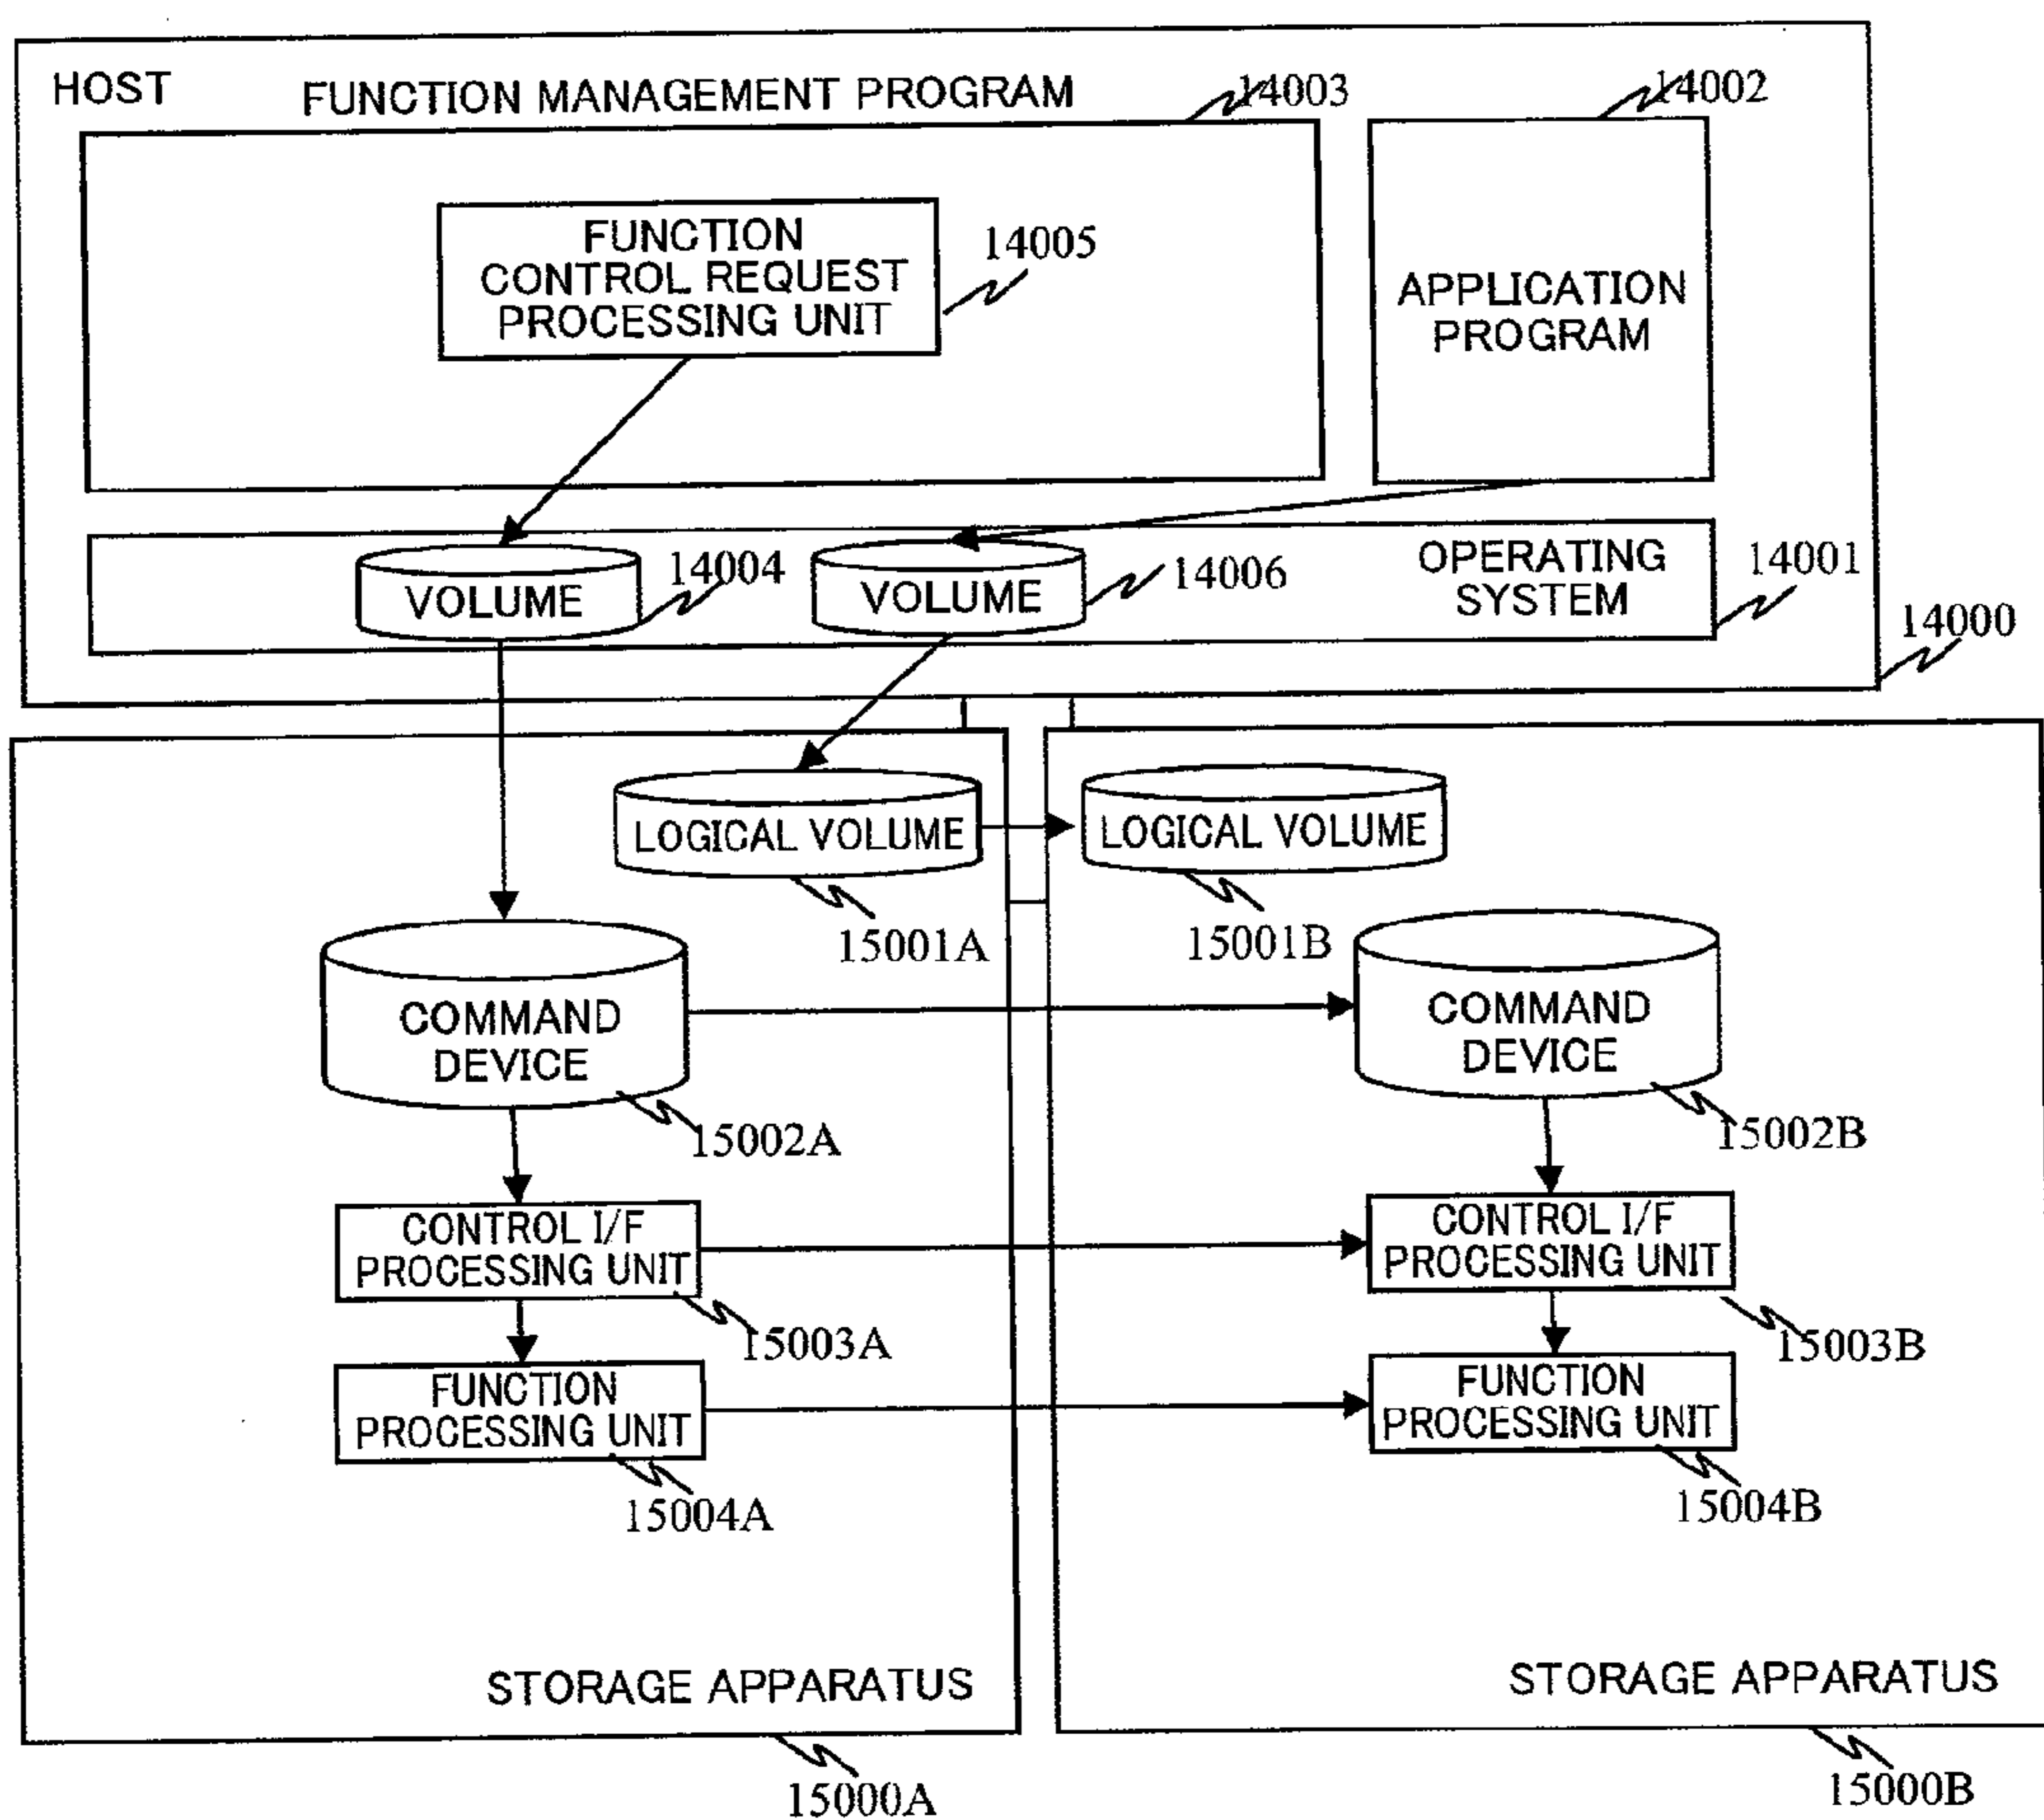 HOST
FUNCTION MANAGEMENT PROGRAM
14003
14002
FUNCTION
CONTROL REQUEST
PROCESSING UNIT
14005
APPLICATION
PROGRAM
VOLUME
14004
VOLUME
14006
OPERATING
SYSTEM
14001
14000
LOGICAL VOLUME
LOGICAL VOLUME
15001A
15001B
COMMAND
DEVICE
COMMAND
DEVICE
15002A
15002B
CONTROL I/F
PROCESSING UNIT
CONTROL I/F
PROCESSING UNIT
15003A
15003B
FUNCTION
PROCESSING UNIT
FUNCTION
PROCESSING UNIT
15004A
15004B
STORAGE APPARATUS
STORAGE APPARATUS
15000A
15000B